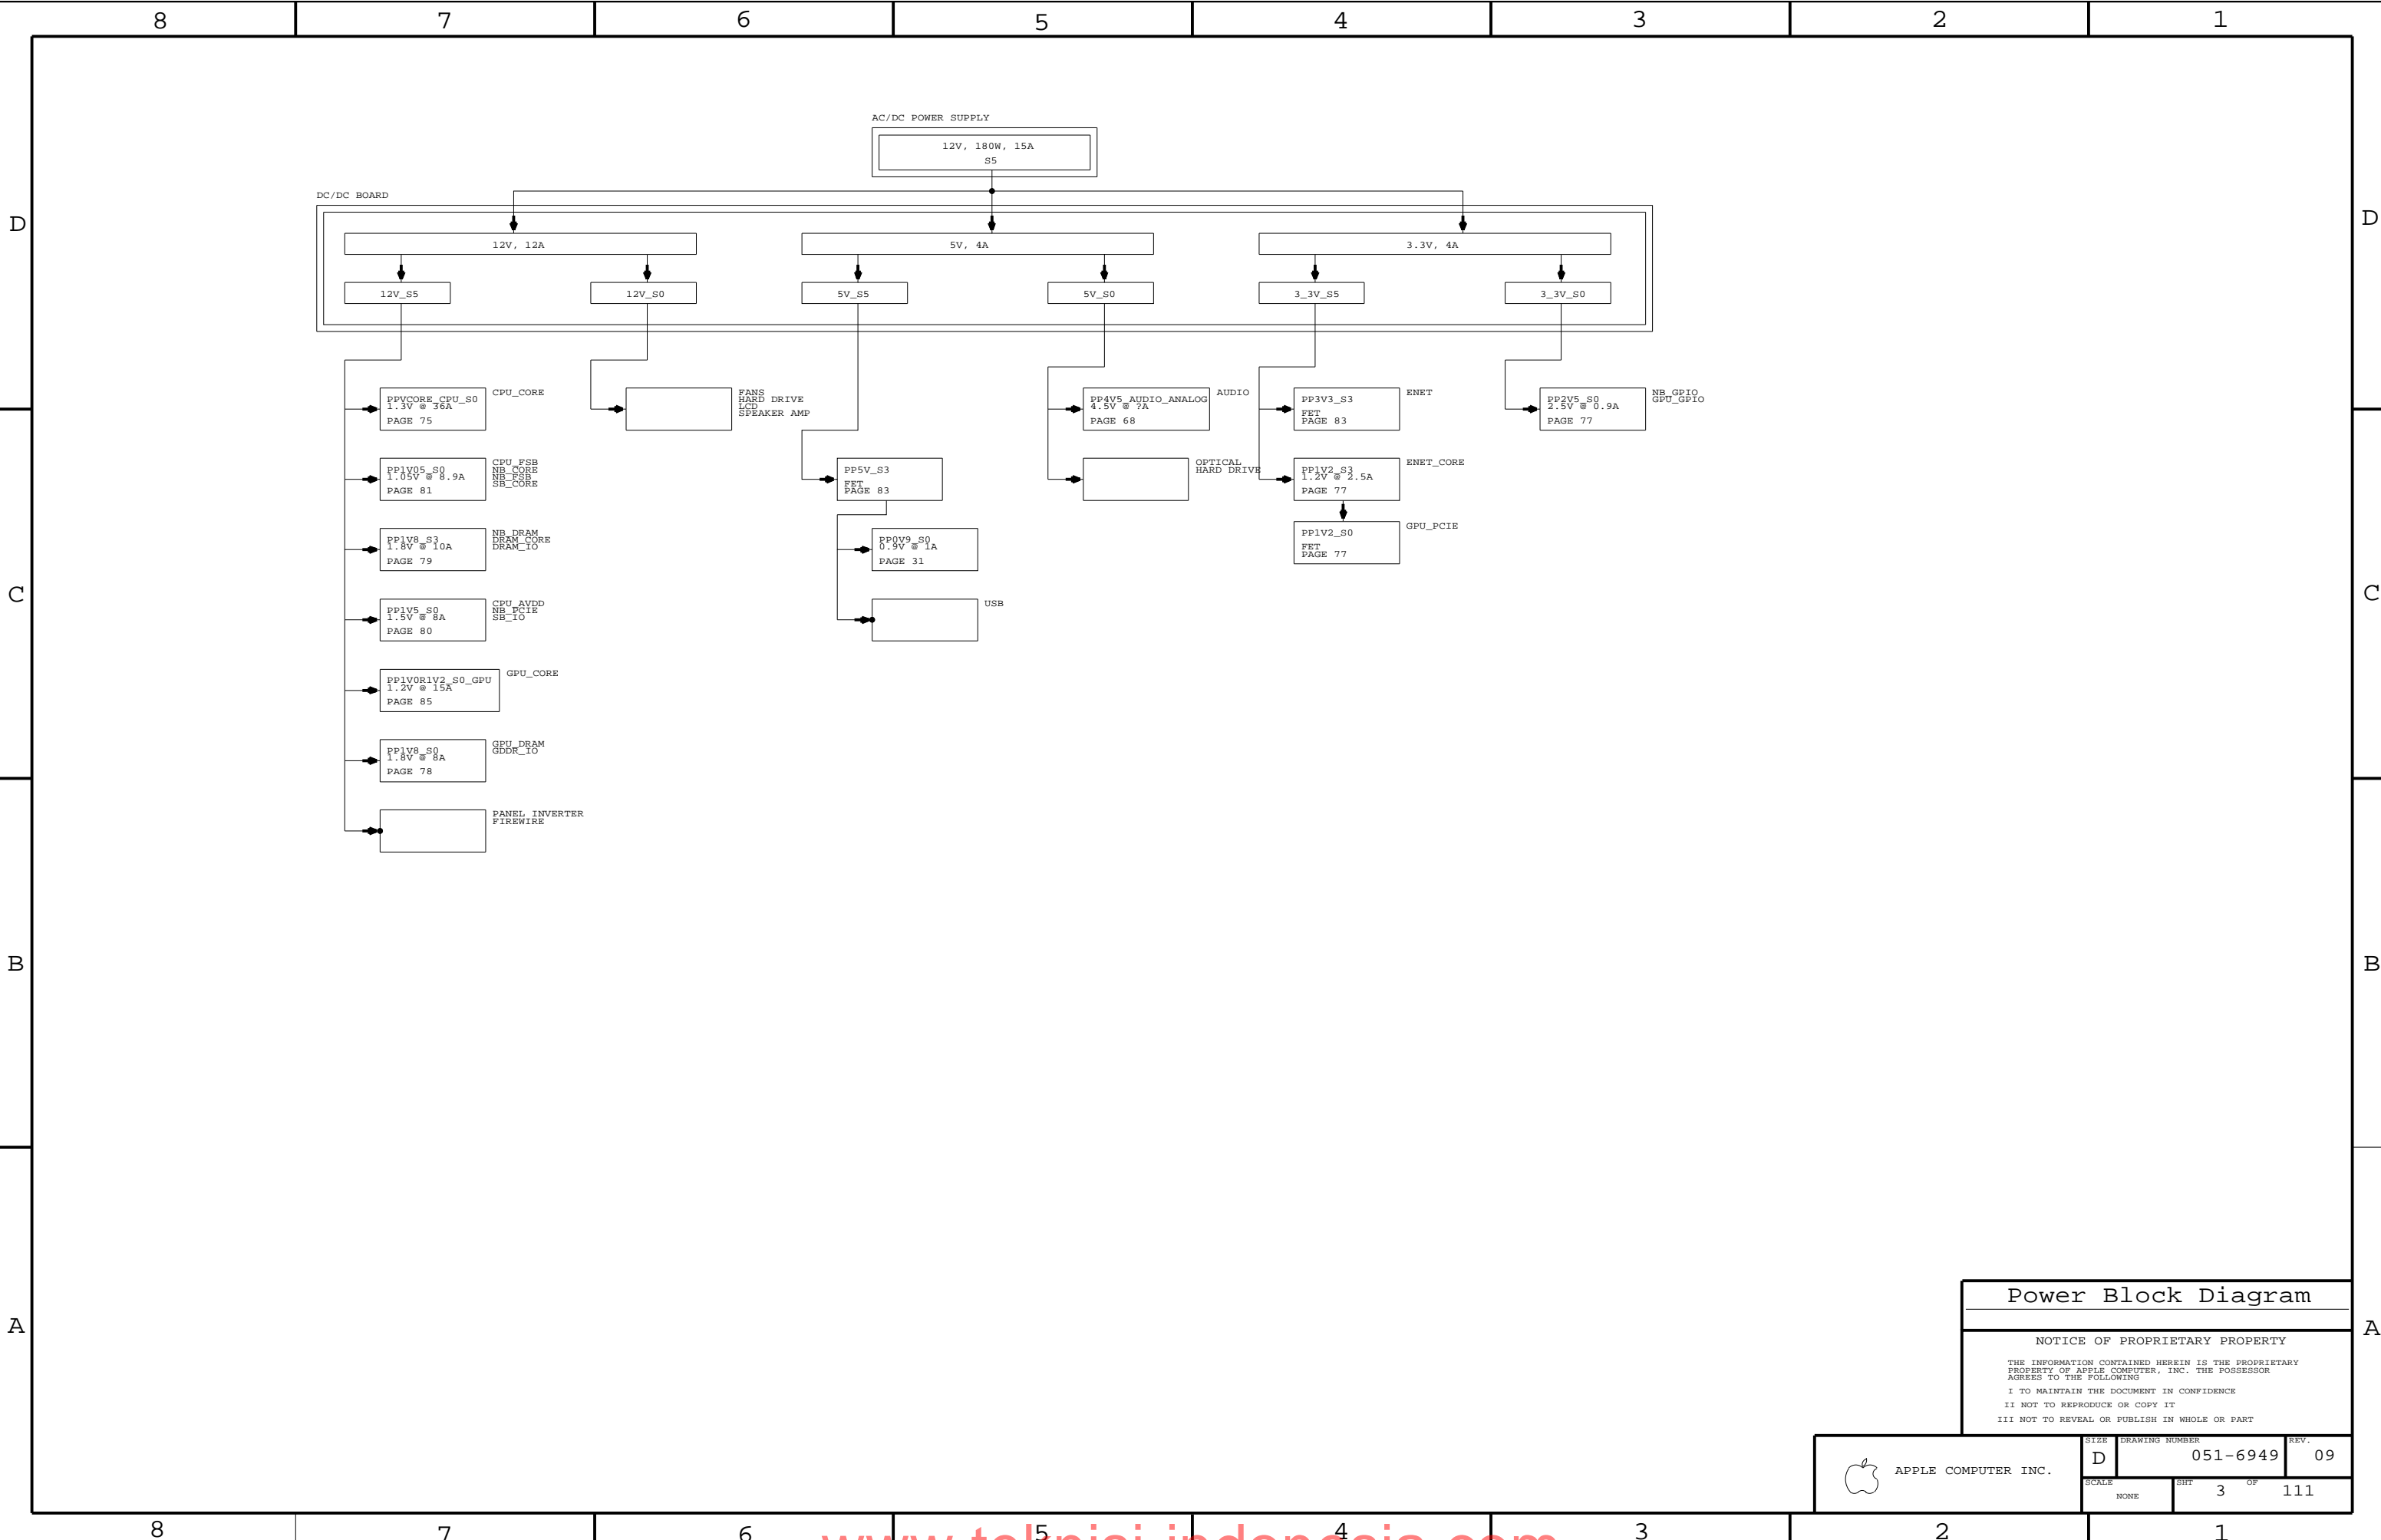 8 7 6 5 4 3 2 1
AC/DC POWER SUPPLY
12V, 180W, 15A
S5
DC/DC BOARD
D D
12V, 12A
5V, 4A
3.3V, 4A
12V_S5
12V_S0
5V_S5
5V_S0
3_3V_S5
3_3V_S0
PPVCORE_CPU_S0
1.3V @ 36A
PAGE 75
CPU_CORE
FANS
HARD DRIVE
LCD
SPEAKER AMP
PP4V5_AUDIO_ANALOG
4.5V @ ?A
PAGE 68
AUDIO
PP3V3_S3
FET
PAGE 83
ENET
PP2V5_S0
2.5V @ 0.9A
PAGE 77
NB_GPIO
GPU_GPIO
PP1V05_S0
1.05V @ 8.9A
PAGE 81
CPU_FSB
NB_CORE
NB_FSB
SB_CORE
PP5V_S3
FET
PAGE 83
OPTICAL
HARD DRIVE
PP1V2_S3
1.2V @ 2.5A
PAGE 77
ENET_CORE
PP1V8_S3
1.8V @ 10A
PAGE 79
NB_DRAM
DRAM_CORE
DRAM_IO
PP0V9_S0
0.9V @ 1A
PAGE 31
PP1V2_S0
FET
PAGE 77
GPU_PCIE
C C
PP1V5_S0
1.5V @ 8A
PAGE 80
CPU_AVDD
NB_PCIE
SB_IO
USB
PP1V0R1V2_S0_GPU
1.2V @ 15A
PAGE 85
GPU_CORE
PP1V8_S0
1.8V @ 8A
PAGE 78
GPU_DRAM
GDDR_IO
PANEL INVERTER
FIREWIRE
B B
A A
Power Block Diagram
NOTICE OF PROPRIETARY PROPERTY
THE INFORMATION CONTAINED HEREIN IS THE PROPRIETARY
PROPERTY OF APPLE COMPUTER, INC. THE POSSESSOR
AGREES TO THE FOLLOWING
I TO MAINTAIN THE DOCUMENT IN CONFIDENCE
II NOT TO REPRODUCE OR COPY IT
III NOT TO REVEAL OR PUBLISH IN WHOLE OR PART
APPLE COMPUTER INC.
SIZE
D
DRAWING NUMBER
051-6949
REV.
09
SCALE
NONE
SHT
3
OF
111
8 7 6 5 4 3 2 1
www.teknisi-indonesia.com